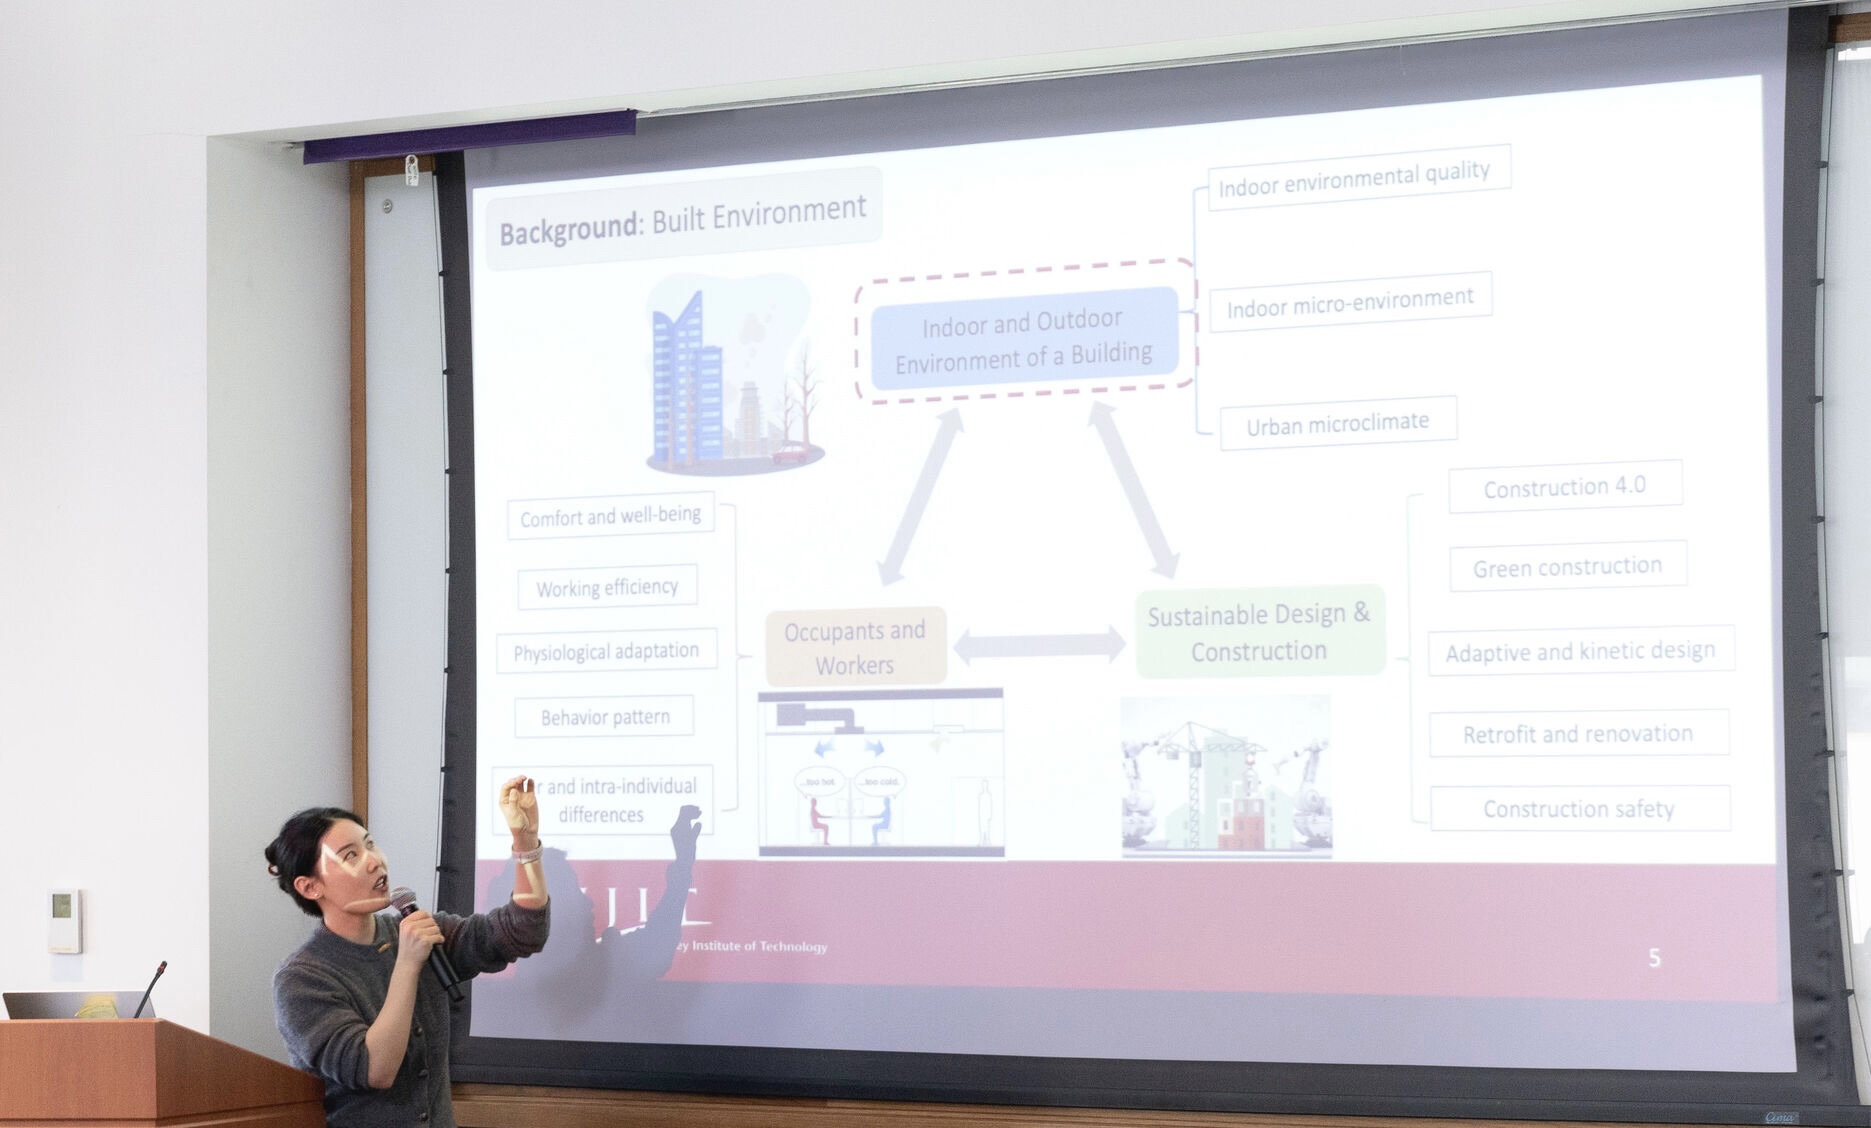 Background: Built Environment
Indoor and Outdoor
Environment of a Building
Indoor environmental quality
Indoor micro-environment
Urban microclimate
Comfort and well-being
Working efficiency
Physiological adaptation
Behavior pattern
and intra-individual
differences
Occupants and
Workers
...too hot.
...too cold.
Sustainable Design &
Construction
Construction 4.0
Green construction
Adaptive and kinetic design
Retrofit and renovation
Construction safety
Institute of Technology
5